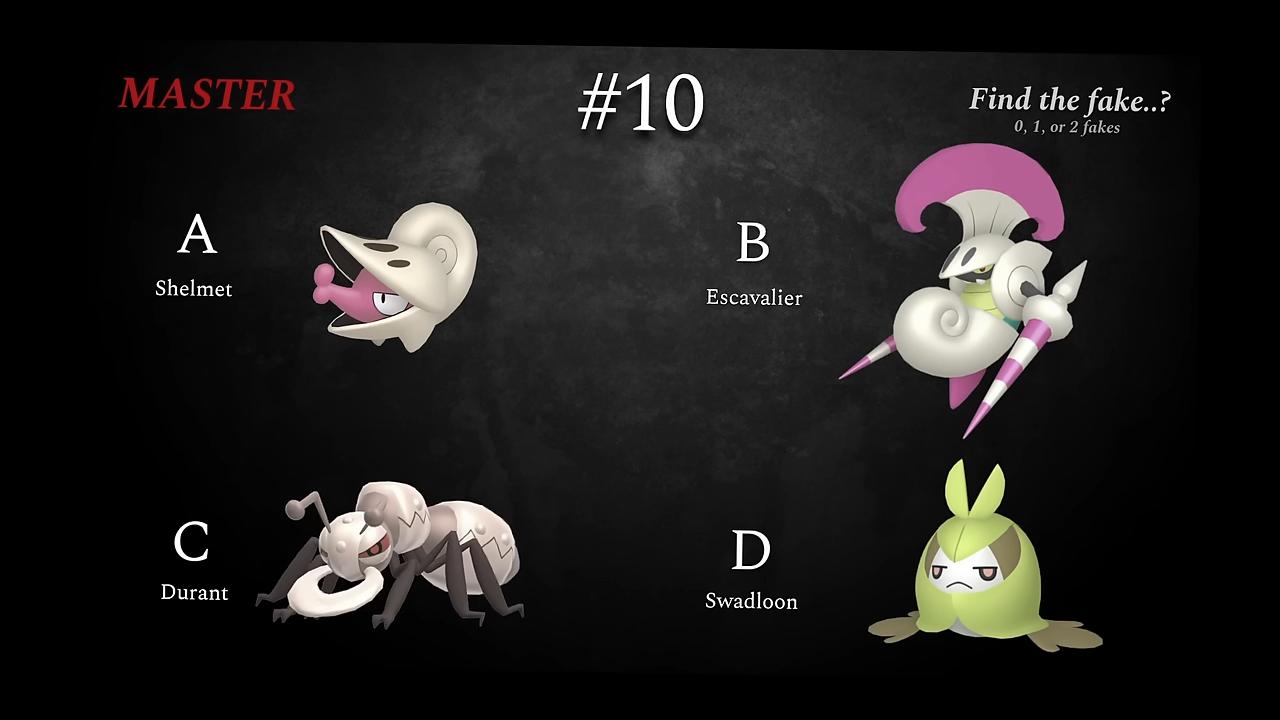 MASTER
#10
Find the fake..?
0, 1, or 2 fakes
A
Shelmet
B
Escavalier
C
Durant
D
Swadloon